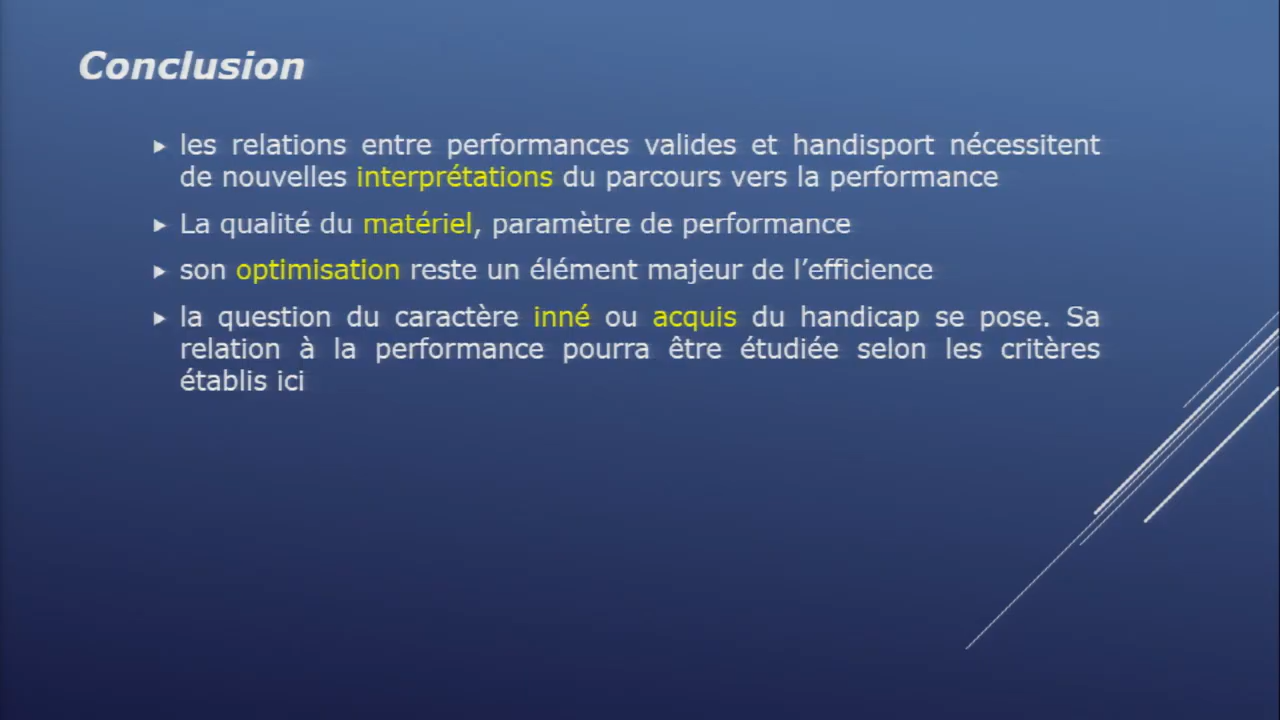 Conclusion
les relations entre performances valides et handisport nécessitent
de nouvelles interprétations du parcours vers la performance
La qualité du matériel, paramètre de performance
son optimisation reste un élément majeur de l’efficience
la question du caractère inné ou acquis du handicap se pose. Sa
relation à la performance pourra être étudiée selon les critères
établis ici